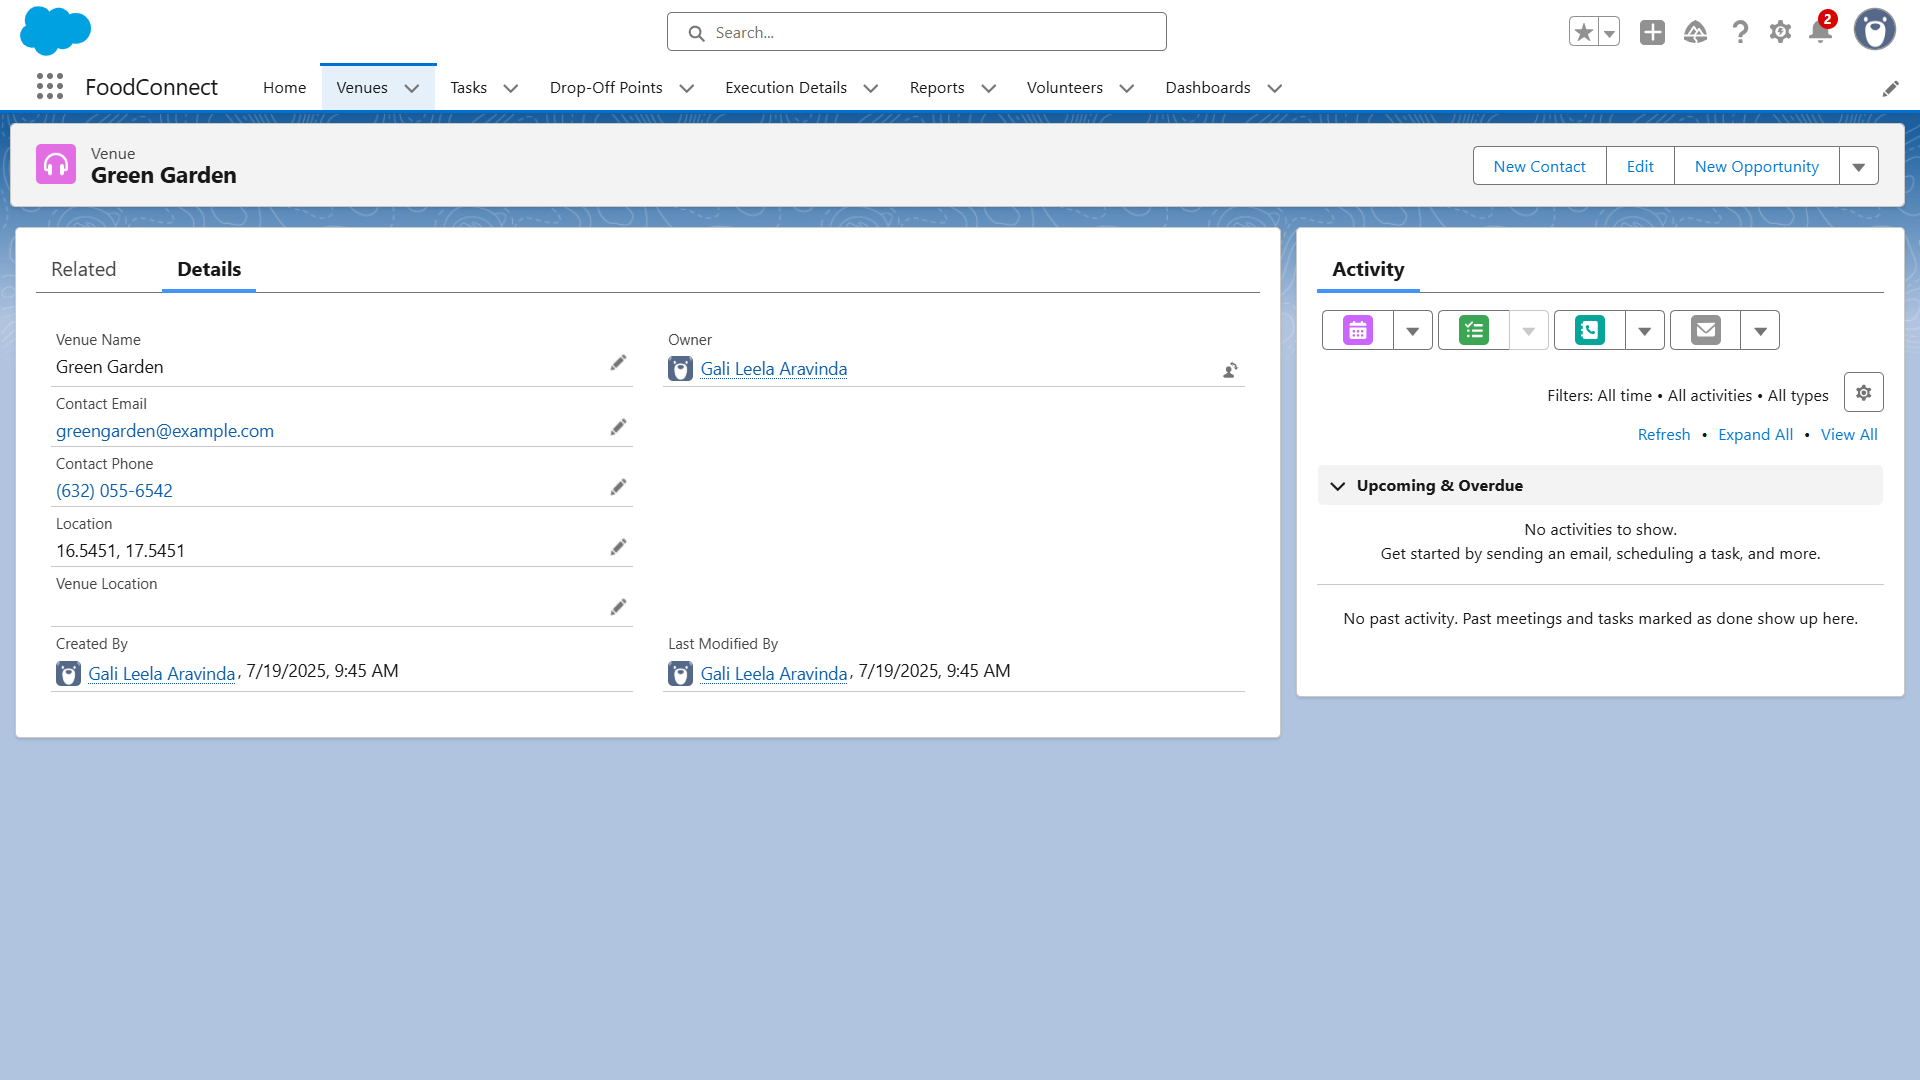 Search...
2
FoodConnect
Home
Venues
Tasks
Drop-Off Points
Execution Details
Reports
Volunteers
Dashboards
Venue
Green Garden
New Contact
Edit
New Opportunity
Related
Details
Venue Name
Green Garden
Owner
Gali Leela Aravinda
Contact Email
greengarden@example.com
Contact Phone
(632) 055-6542
Location
16.5451, 17.5451
Venue Location
Created By
Gali Leela Aravinda, 7/19/2025, 9:45 AM
Last Modified By
Gali Leela Aravinda, 7/19/2025, 9:45 AM
Activity
Filters: All time • All activities • All types
Refresh • Expand All • View All
Upcoming & Overdue
No activities to show.
Get started by sending an email, scheduling a task, and more.
No past activity. Past meetings and tasks marked as done show up here.